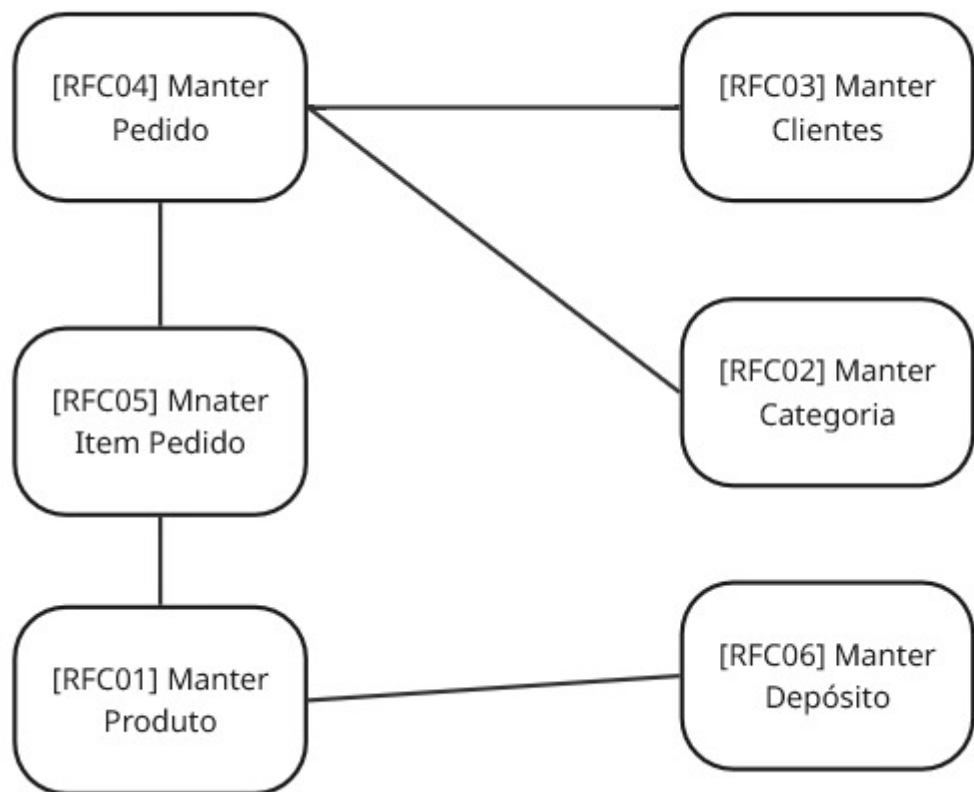 [RFC04] Manter
Pedido
[RFC03] Manter
Clientes
[RFC05] Mnater
Item Pedido
[RFC02] Manter
Categoria
[RFC01] Manter
Produto
[RFC06] Manter
Depósito